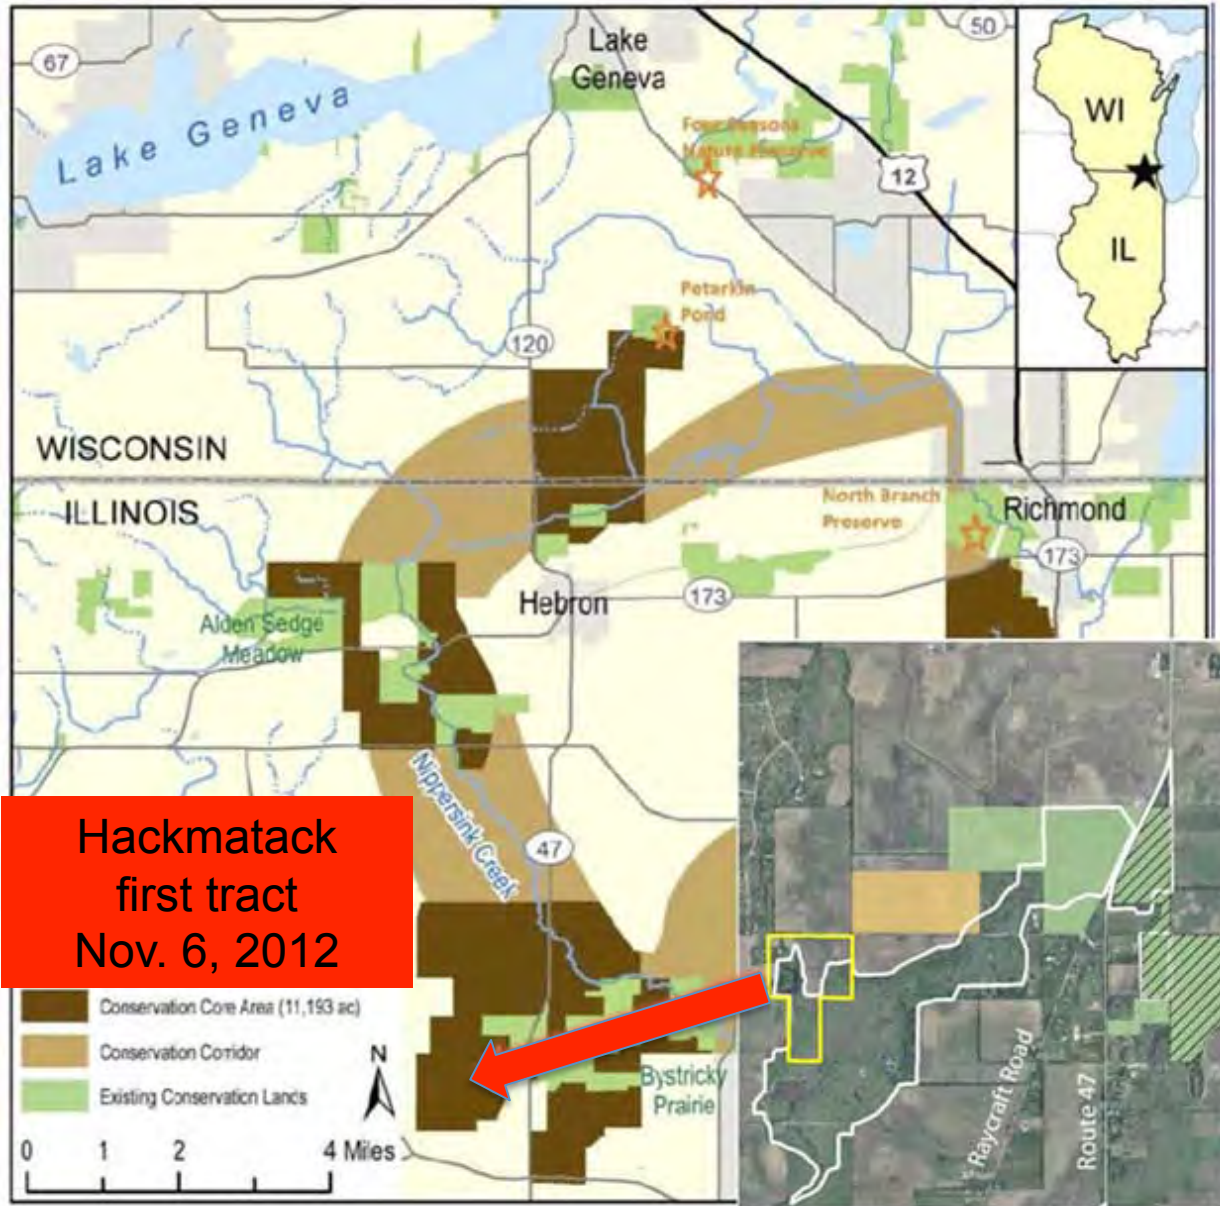 67
Lake Geneva
Lake
Geneva
50
Four Seasons
Nature Preserve
12
WI
IL
Peterkin
Pond
120
WISCONSIN
ILLINOIS
North Branch
Preserve
Richmond
173
Hebron
173
Alden Sedge
Meadow
Nippersink Creek
47
Hackmatack
first tract
Nov. 6, 2012
Conservation Core Area (11,193 ac)
Conservation Corridor
Existing Conservation Lands
N
0 1 2 4 Miles
Bystricky
Prairie
Raycraft Road
Route 47